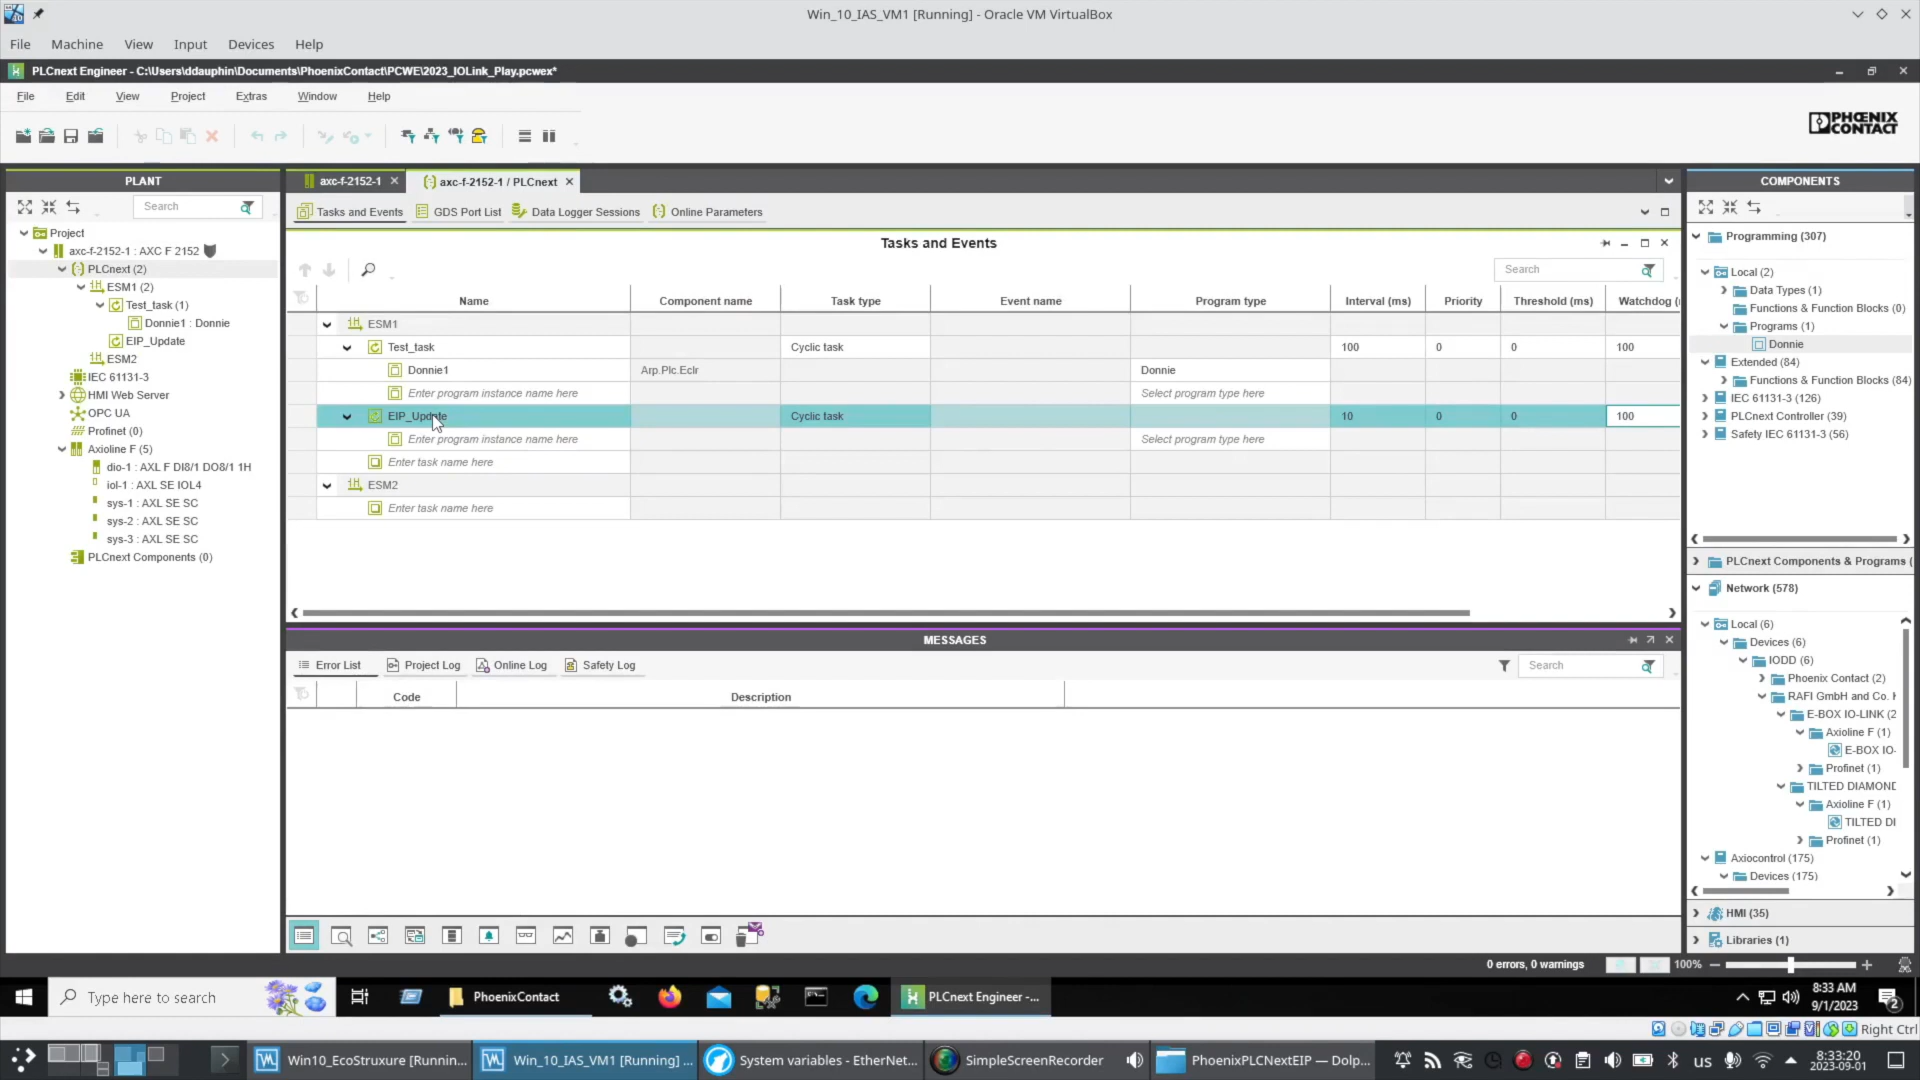 Win_10_IAS_VM1 [Running] - Oracle VM VirtualBox
File Machine View Input Devices Help
PLCnext Engineer - C:\Users\ddauphin\Documents\PhoenixContact\PCWE\2023_IOLink_Play.pcwex*
File Edit View Project Extras Window Help
PHOENIX CONTACT
PLANT
Search
Project
axc-f-2152-1 : AXC F 2152
PLCnext (2)
ESM1 (2)
Test_task (1)
Donnie1 : Donnie
EIP_Update
ESM2
IEC 61131-3
HMI Web Server
OPC UA
Profinet (0)
Axioline F (5)
dio-1 : AXL F DI8/1 DO8/1 1H
iol-1 : AXL SE IOL4
sys-1 : AXL SE SC
sys-2 : AXL SE SC
sys-3 : AXL SE SC
PLCnext Components (0)
axc-f-2152-1 axc-f-2152-1 / PLCnext
Tasks and Events GDS Port List Data Logger Sessions Online Parameters
Tasks and Events
Search
Name Component name Task type Event name Program type Interval (ms) Priority Threshold (ms) Watchdog (
ESM1
Test_task Cyclic task 100 0 0 100
Donnie1 Arp.Plc.Eclr Donnie
Enter program instance name here Select program type here
EIP_Update Cyclic task 10 0 0 100
Enter program instance name here Select program type here
Enter task name here
ESM2
Enter task name here
MESSAGES
Error List Project Log Online Log Safety Log Search
Code Description
COMPONENTS
Programming (307)
Local (2)
Data Types (1)
Functions & Function Blocks (0)
Programs (1)
Donnie
Extended (84)
Functions & Function Blocks (84)
IEC 61131-3 (126)
PLCnext Controller (39)
Safety IEC 61131-3 (56)
PLCnext Components & Programs (
Network (578)
Local (6)
Devices (6)
IODD (6)
Phoenix Contact (2)
RAFI GmbH and Co. K
E-BOX IO-LINK (2
Axioline F (1)
E-BOX IO-
Profinet (1)
TILTED DIAMOND
Axioline F (1)
TILTED DI
Profinet (1)
Axiocontrol (175)
Devices (175)
HMI (35)
Libraries (1)
0 errors, 0 warnings 100%
Type here to search PhoenixContact PLCnext Engineer -... 8:33 AM
9/1/2023 2
Right Ctrl
Win10_EcoStruxure [Runnin... Win_10_IAS_VM1 [Running] ... System variables - EtherNet... SimpleScreenRecorder PhoenixPLCNextEIP — Dolp... us 8:33:20
2023-09-01